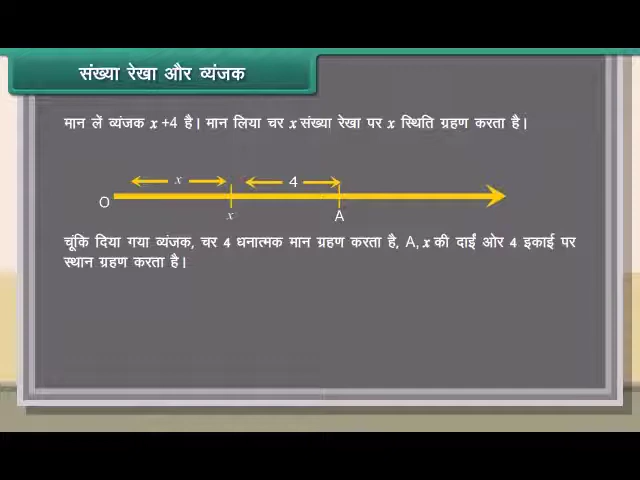 संख्या रेखा और व्यंजक
मान लें व्यंजक x +4 है। मान लिया चर x संख्या रेखा पर x स्थिति ग्रहण करता है।
x 4
O
x A
चूंकि दिया गया व्यंजक, चर 4 धनात्मक मान ग्रहण करता है, A, x की दाईं ओर 4 इकाई पर
स्थान ग्रहण करता है।